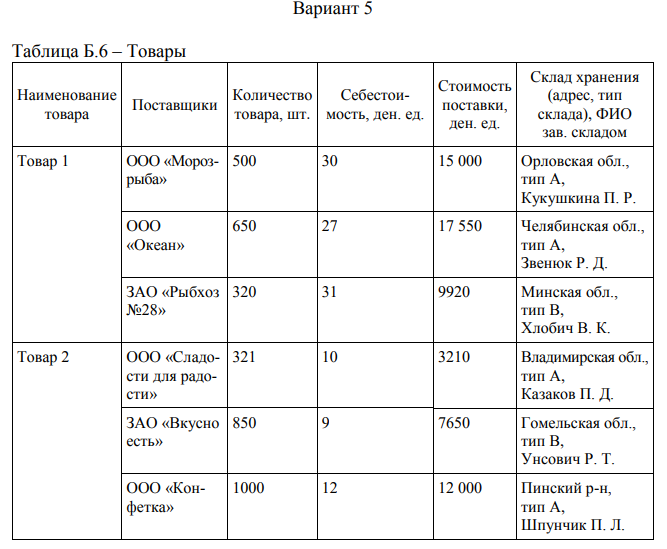 Вариант 5
Таблица Б.6 – Товары
Наименование
товара
Поставщики
Количество
товара, шт.
Себестои-
мость, ден. ед.
Стоимость
поставки,
ден. ед.
Склад хранения
(адрес, тип
склада), ФИО
зав. складом
Товар 1
ООО «Мороз-
рыба»
500
30
15 000
Орловская обл.,
тип А,
Кукушкина П. Р.
ООО
«Океан»
650
27
17 550
Челябинская обл.,
тип А,
Звенюк Р. Д.
ЗАО «Рыбхоз
№28»
320
31
9920
Минская обл.,
тип В,
Хлобич В. К.
Товар 2
ООО «Сладо-
сти для радо-
сти»
321
10
3210
Владимирская обл.,
тип А,
Казаков П. Д.
ЗАО «Вкусно
есть»
850
9
7650
Гомельская обл.,
тип В,
Унсович Р. Т.
ООО «Кон-
фетка»
1000
12
12 000
Пинский р-н,
тип А,
Шпунчик П. Л.